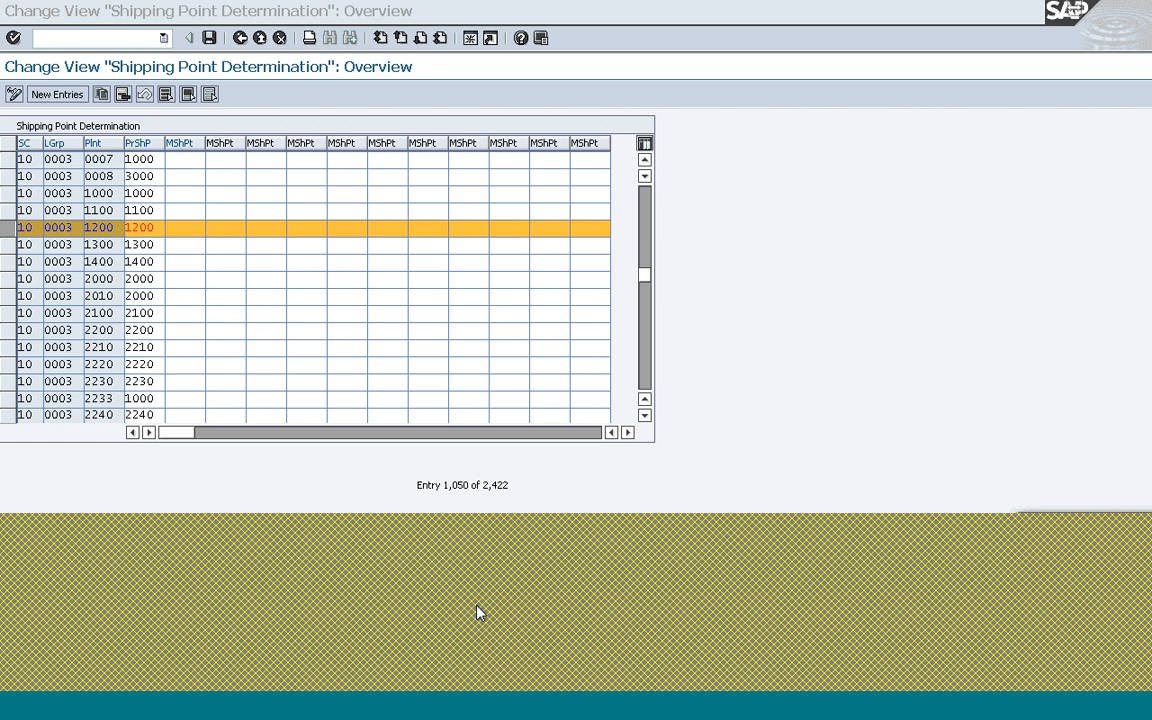 Change View "Shipping Point Determination": Overview
SAP
Change View "Shipping Point Determination": Overview
New Entries
Shipping Point Determination
SC LGrp Plnt PrShP MShPt MShPt MShPt MShPt MShPt MShPt MShPt MShPt MShPt MShPt MShPt
10 0003 0007 1000
10 0003 0008 3000
10 0003 1000 1000
10 0003 1100 1100
10 0003 1200 1200
10 0003 1300 1300
10 0003 1400 1400
10 0003 2000 2000
10 0003 2010 2000
10 0003 2100 2100
10 0003 2200 2200
10 0003 2210 2210
10 0003 2220 2220
10 0003 2230 2230
10 0003 2233 1000
10 0003 2240 2240
Entry 1,050 of 2,422